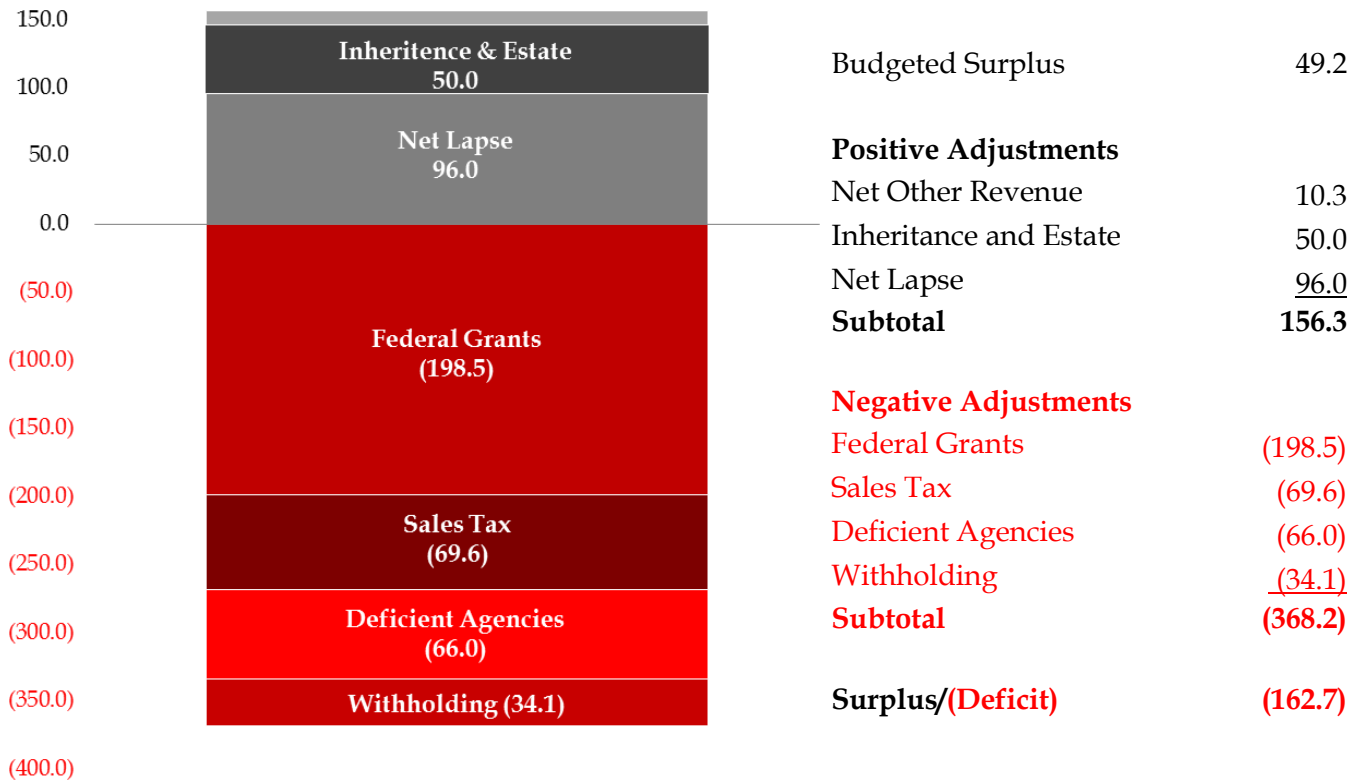 150.0
100.0
50.0
0.0
(50.0)
(100.0)
(150.0)
(200.0)
(250.0)
(300.0)
(350.0)
(400.0)
Inheritence & Estate
50.0
Net Lapse
96.0
Federal Grants
(198.5)
Sales Tax
(69.6)
Deficient Agencies
(66.0)
Withholding (34.1)
Budgeted Surplus 49.2
Positive Adjustments
Net Other Revenue 10.3
Inheritance and Estate 50.0
Net Lapse 96.0
Subtotal 156.3
Negative Adjustments
Federal Grants (198.5)
Sales Tax (69.6)
Deficient Agencies (66.0)
Withholding (34.1)
Subtotal (368.2)
Surplus/(Deficit) (162.7)